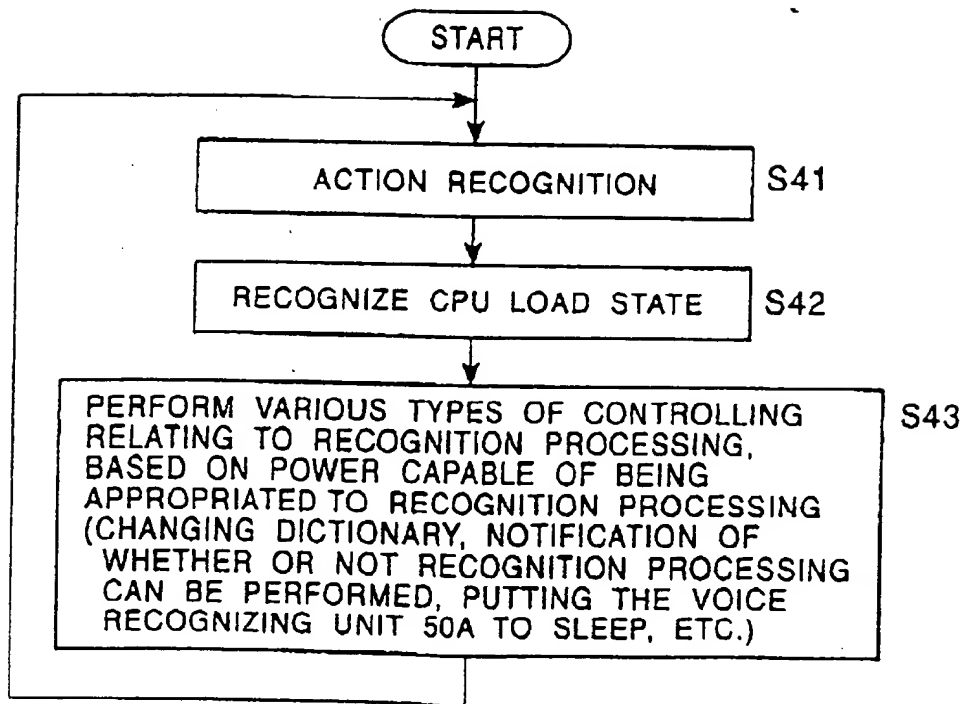 START
ACTION RECOGNITION
S41
RECOGNIZE CPU LOAD STATE
S42
PERFORM VARIOUS TYPES OF CONTROLLING
RELATING TO RECOGNITION PROCESSING,
BASED ON POWER CAPABLE OF BEING
APPROPRIATED TO RECOGNITION PROCESSING
(CHANGING DICTIONARY, NOTIFICATION OF
WHETHER OR NOT RECOGNITION PROCESSING
CAN BE PERFORMED, PUTTING THE VOICE
RECOGNIZING UNIT 50A TO SLEEP, ETC.)
S43